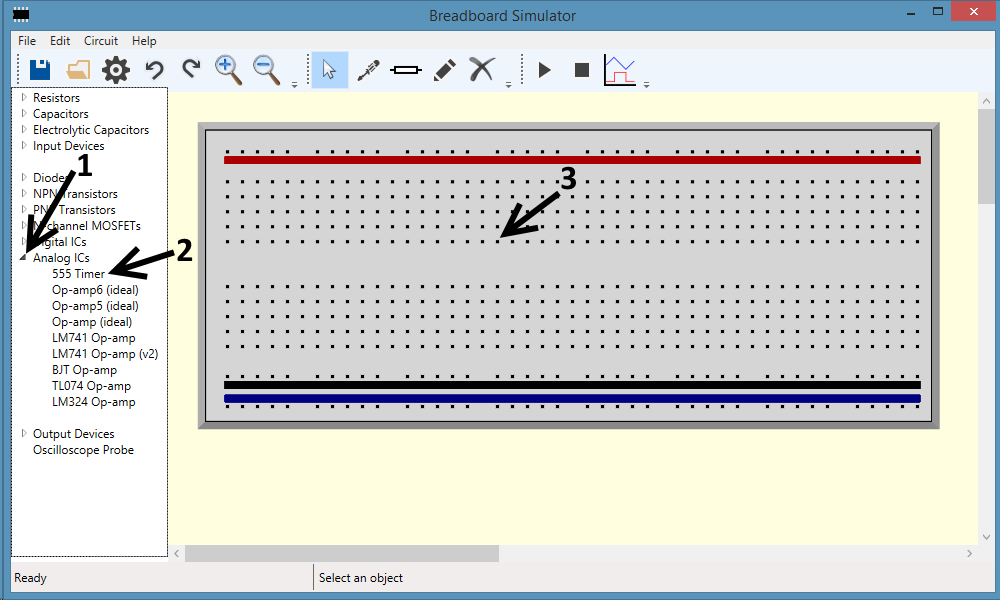 Breadboard Simulator
File Edit Circuit Help
Resistors
Capacitors
Electrolytic Capacitors
Input Devices
1
Diodes
NPN Transistors
PNP Transistors
N-channel MOSFETs
Digital ICs
Analog ICs
555 Timer
2
3
Op-amp6 (ideal)
Op-amp5 (ideal)
Op-amp (ideal)
LM741 Op-amp
LM741 Op-amp (v2)
BJT Op-amp
TL074 Op-amp
LM324 Op-amp
Output Devices
Oscilloscope Probe
Ready
Select an object